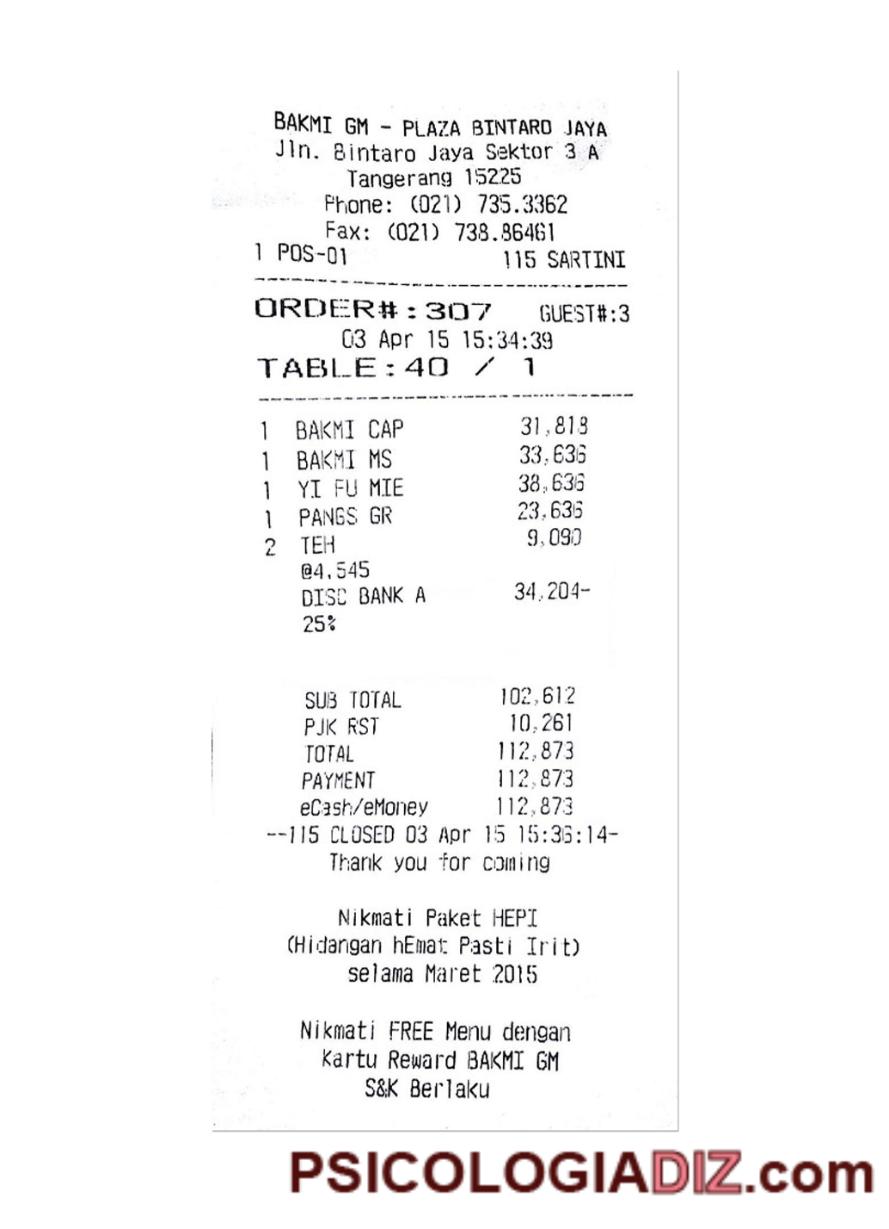 BAKMI GM - PLAZA BINTARO JAYA
Jln. Bintaro Jaya Sektor 3 A
Tangerang 15225
Phone: (021) 735.3362
Fax: (021) 738.86461
1 POS-01 115 SARTINI
ORDER#:307 GUEST#:3
03 Apr 15 15:34:39
TABLE:40 / 1
1 BAKMI CAP 31,818
1 BAKMI MS 33,636
1 YI FU MIE 38,636
1 PANGS GR 23,636
2 TEH 9,090
@4,545
DISC BANK A 34,204-
25%
SUB TOTAL 102,612
PJK RST 10,261
TOTAL 112,873
PAYMENT 112,873
eCash/eMoney 112,873
--115 CLOSED 03 Apr 15 15:36:14-
Thank you for coming
Nikmati Paket HEPI
(Hidangan hEmat Pasti Irit)
selama Maret 2015
Nikmati FREE Menu dengan
Kartu Reward BAKMI GM
S&K Berlaku
PSICOLOGIADIZ.com